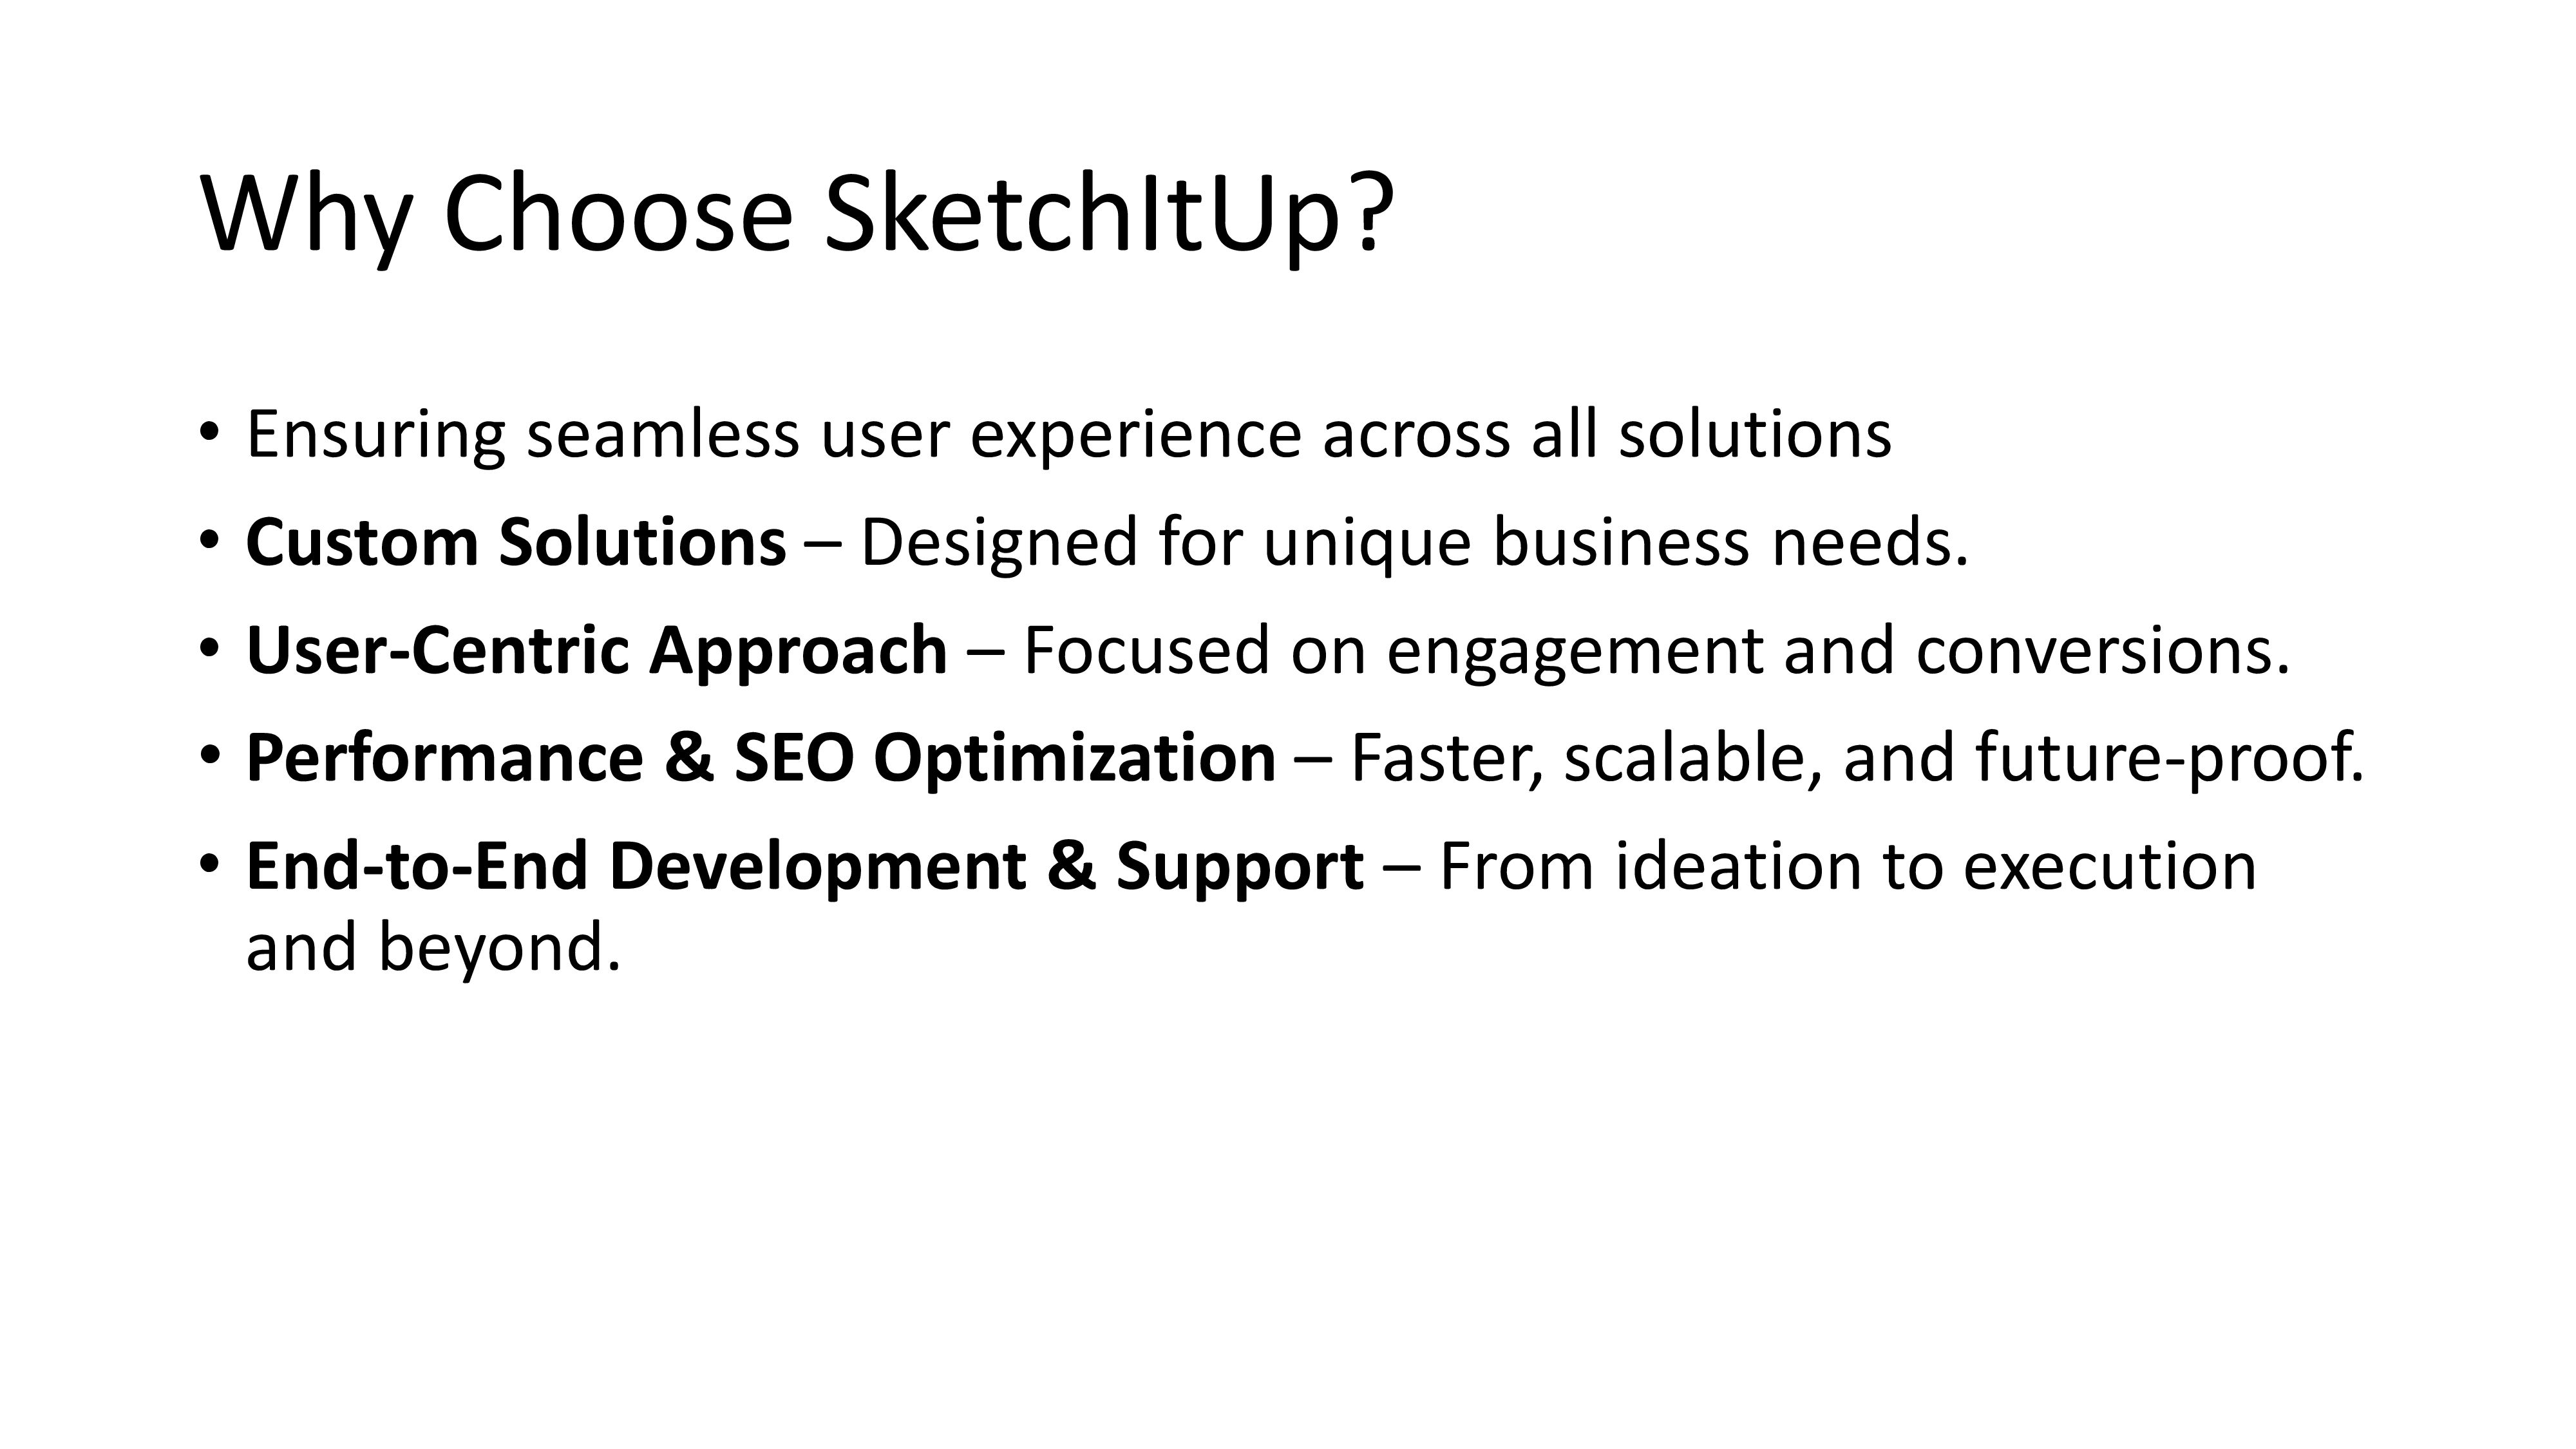 Why Choose SketchItUp?
• Ensuring seamless user experience across all solutions
• Custom Solutions – Designed for unique business needs.
• User-Centric Approach – Focused on engagement and conversions.
• Performance & SEO Optimization – Faster, scalable, and future-proof.
• End-to-End Development & Support – From ideation to execution
and beyond.